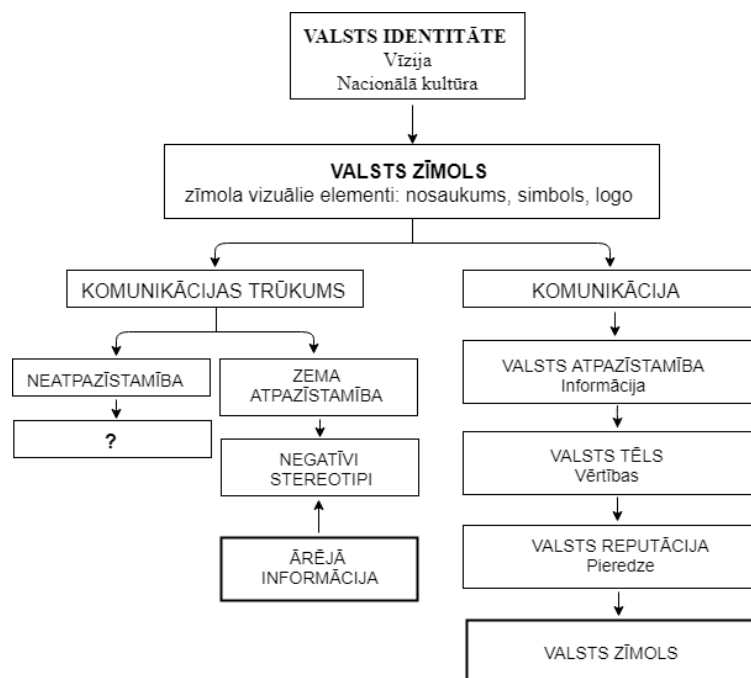 VALSTS IDENTITĀTE
Vīzija
Nacionālā kultūra
VALSTS ZĪMOLS
zīmola vizuālie elementi: nosaukums, simbols, logo
KOMUNIKĀCIJAS TRŪKUMS
KOMUNIKĀCIJA
NEATPAZĪSTAMĪBA
ZEMA
ATPAZĪSTAMĪBA
VALSTS ATPAZĪSTAMĪBA
Informācija
?
NEGATĪVI
STEREOTIPI
VALSTS TĒLS
Vērtības
ĀRĒJĀ
INFORMĀCIJA
VALSTS REPUTĀCIJA
Pieredze
VALSTS ZĪMOLS